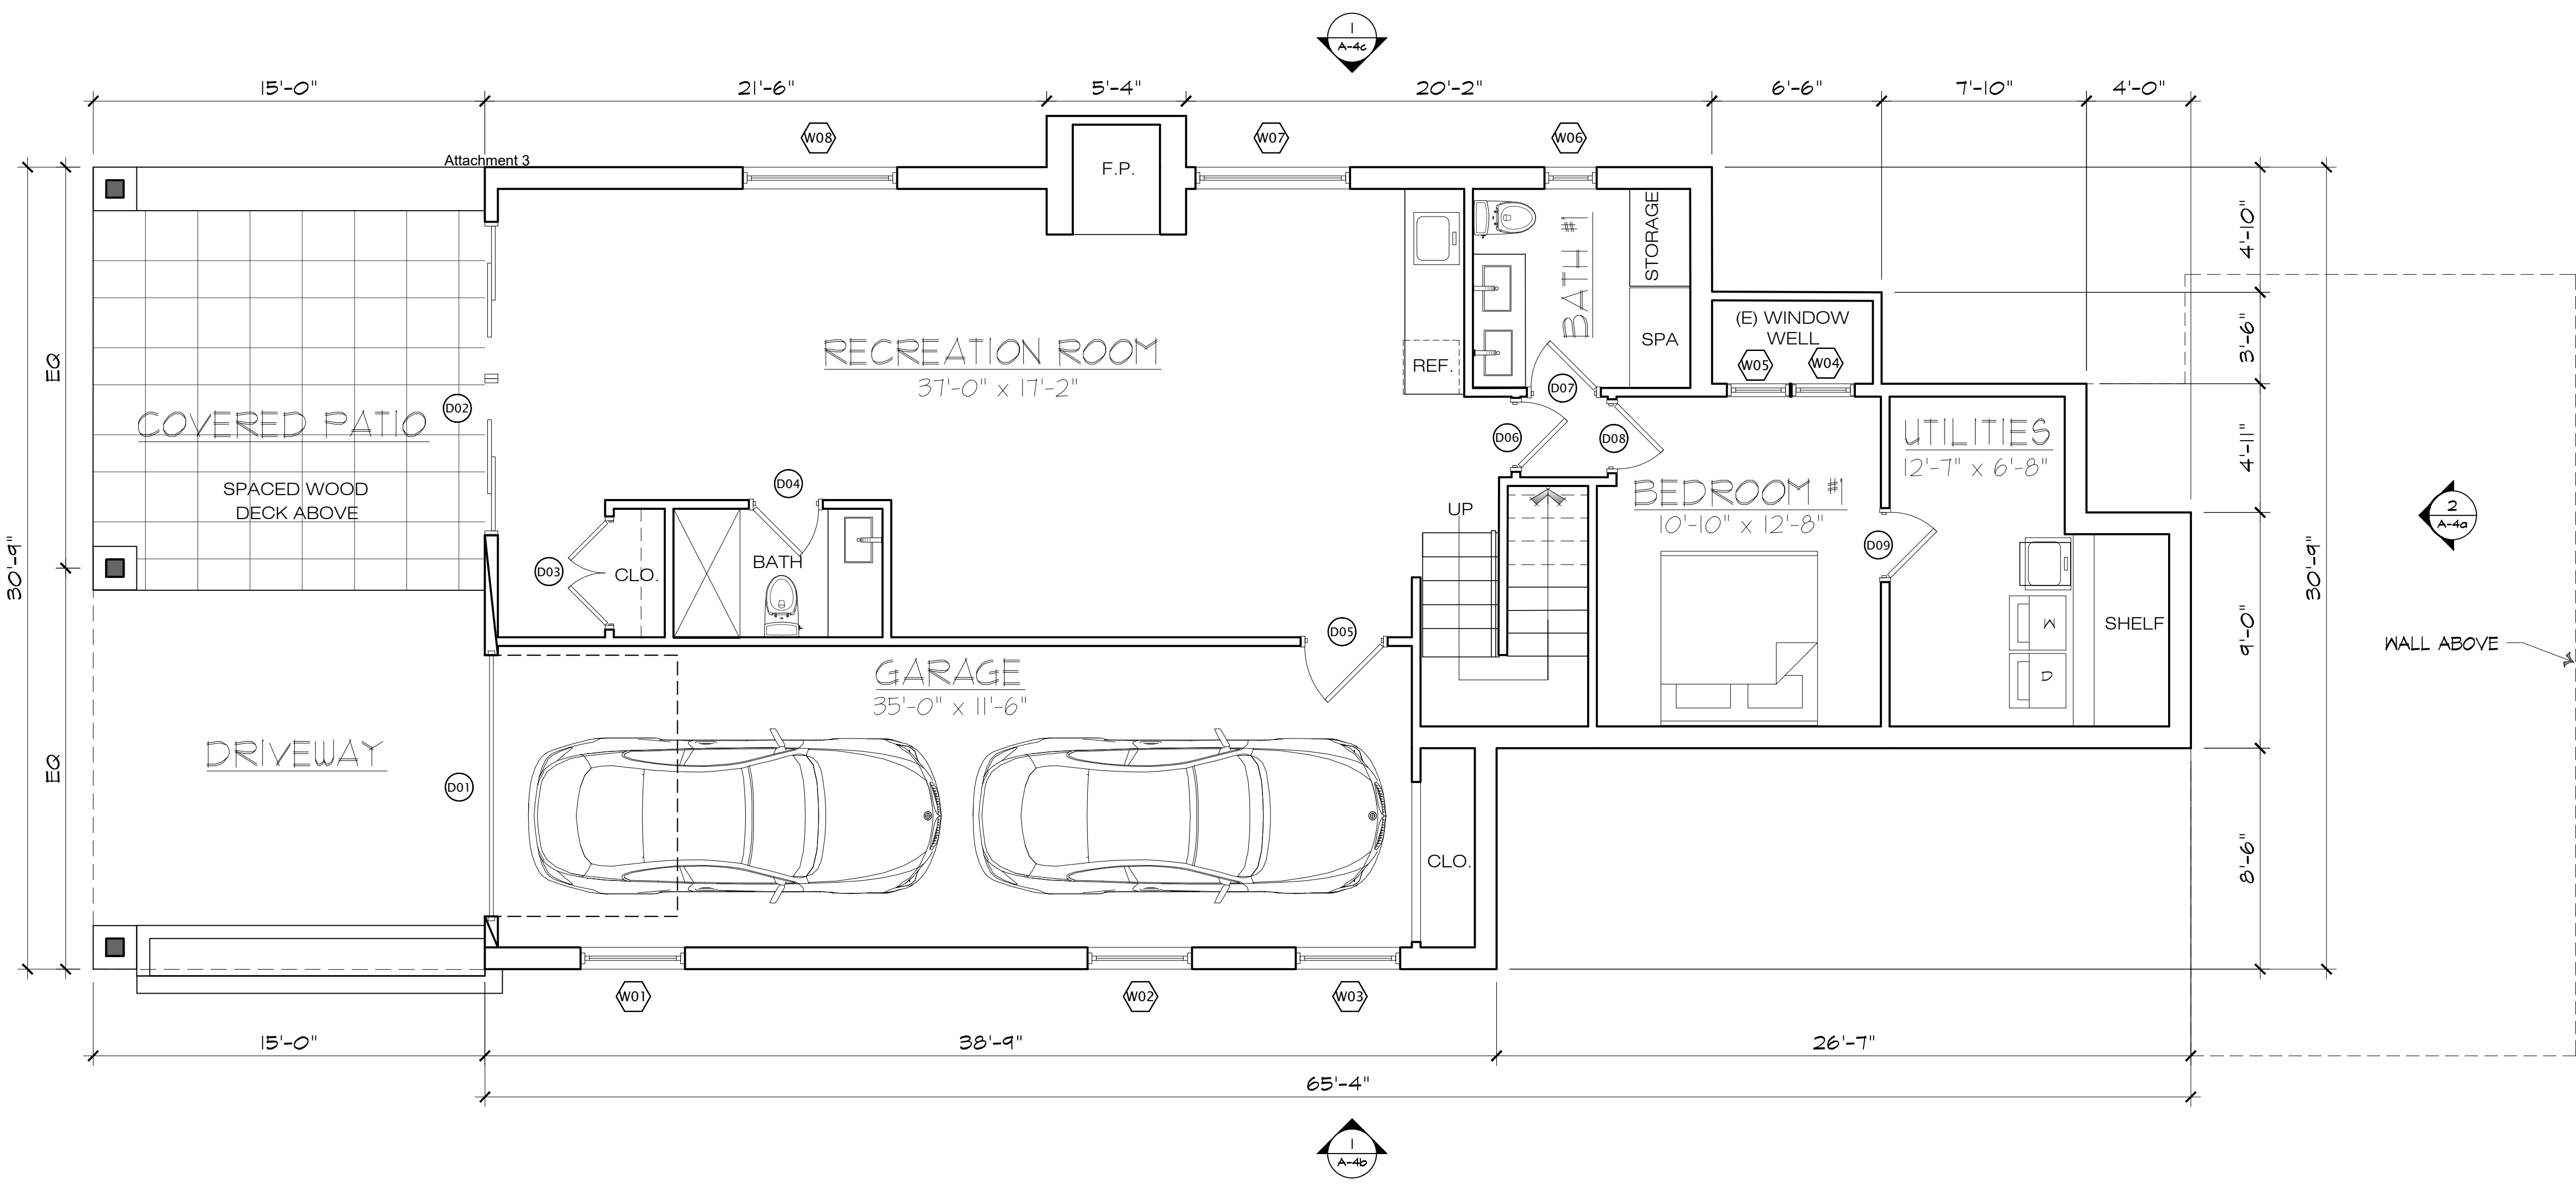 1
A-4c
15'-0"
21'-6"
5'-4"
20'-2"
6'-6"
7'-10"
4'-0"
W08
W07
W06
Attachment 3
F.P.
STORAGE
BATH #1
4'-10"
(E) WINDOW
WELL
SPA
3'-6"
RECREATION ROOM
37'-0" x 17'-2"
REF.
W05
W04
EQ
D07
D02
COVERED PATIO
D06
D08
UTILITIES
12'-7" x 6'-8"
4'-11"
SPACED WOOD
DECK ABOVE
D04
BEDROOM #1
10'-10" x 12'-8"
UP
2
A-4a
D09
30'-9"
D03
CLO.
BATH
30'-9"
W
SHELF
9'-0"
D05
WALL ABOVE
GARAGE
35'-0" x 11'-6"
D
DRIVEWAY
EQ
D01
CLO.
8'-6"
W01
W02
W03
15'-0"
38'-9"
26'-7"
65'-4"
1
A-4b